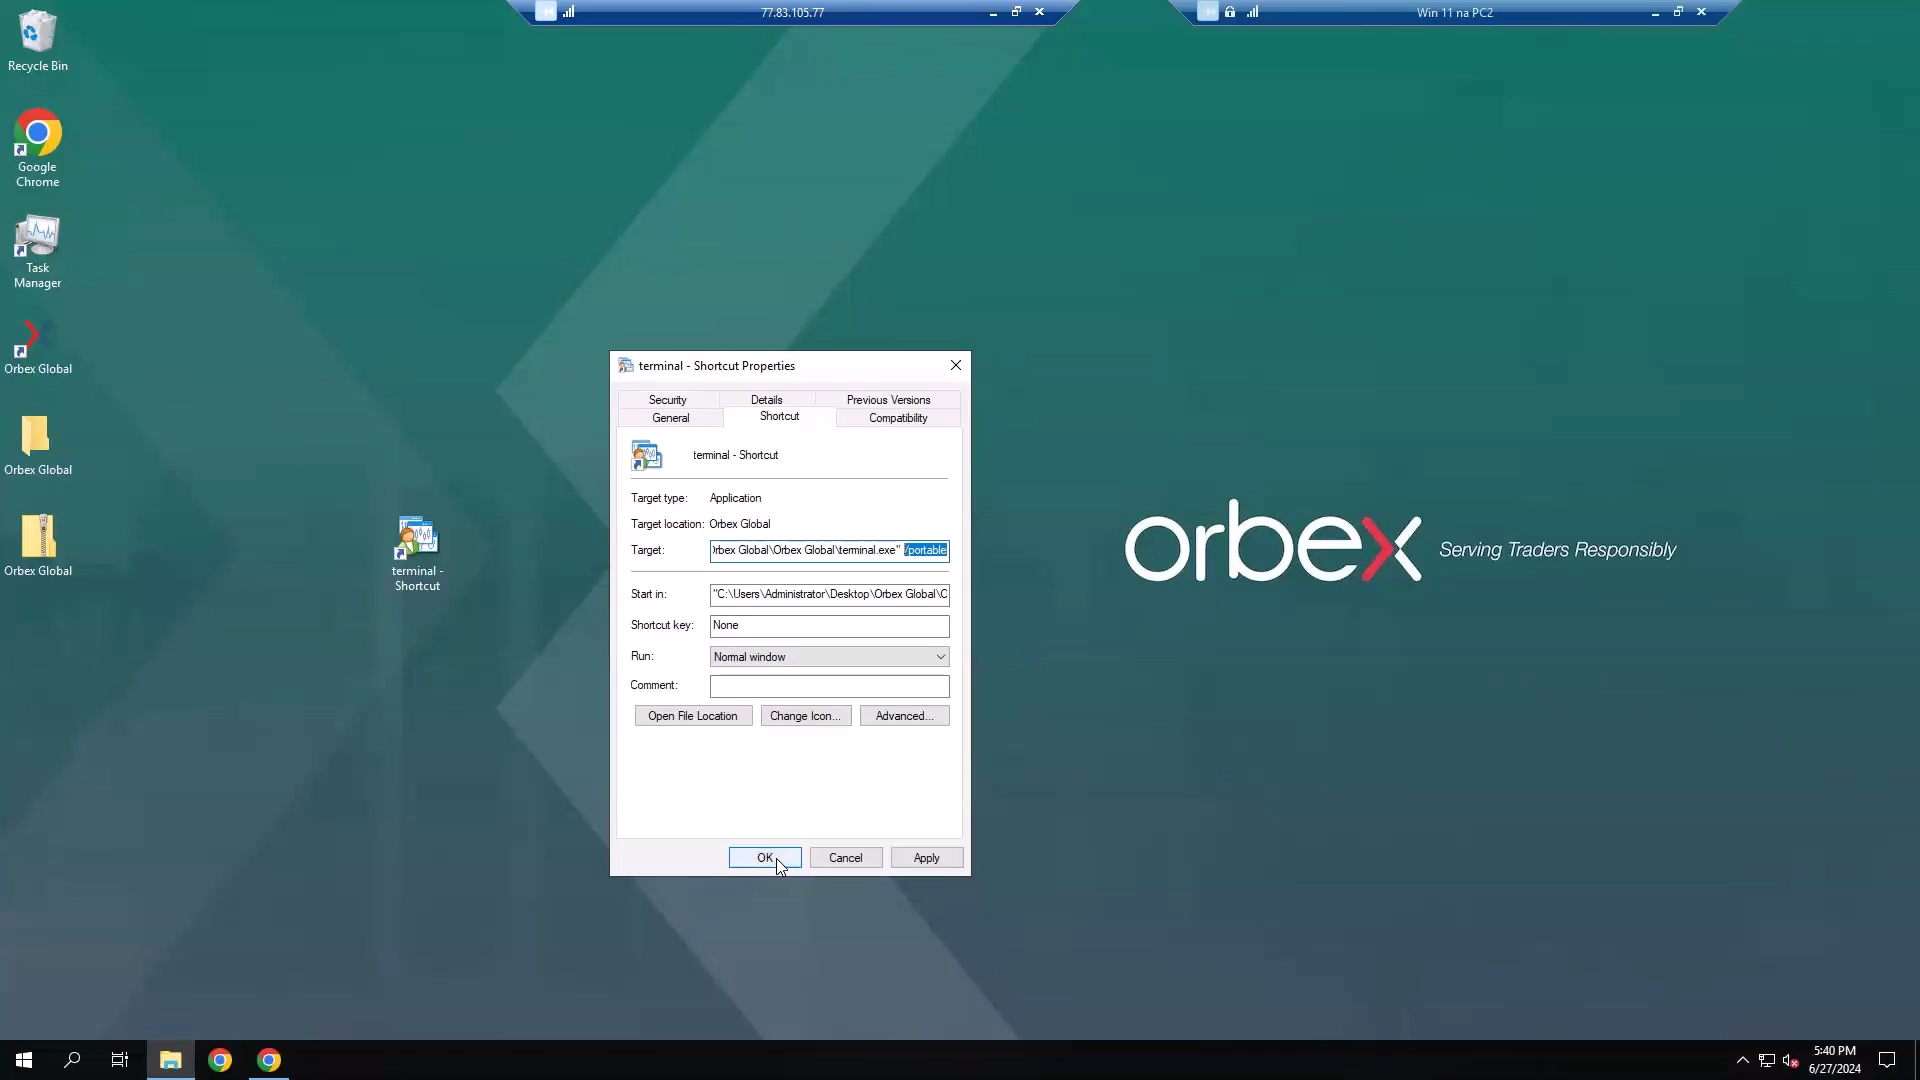 77.83.105.77
Win 11 na PC2
Recycle Bin
Google
Chrome
Task
Manager
Orbex Global
Orbex Global
Orbex Global
terminal -
Shortcut
terminal - Shortcut Properties
Security
Details
Previous Versions
General
Shortcut
Compatibility
terminal - Shortcut
Target type:
Application
Target location:
Orbex Global
Target:
Orbex Global\Orbex Global\terminal.exe" /portable
Start in:
"C:\Users\Administrator\Desktop\Orbex Global\O
Shortcut key:
None
Run:
Normal window
Comment:
Open File Location
Change Icon...
Advanced...
OK
Cancel
Apply
orbex
Serving Traders Responsibly
5:40 PM
6/27/2024